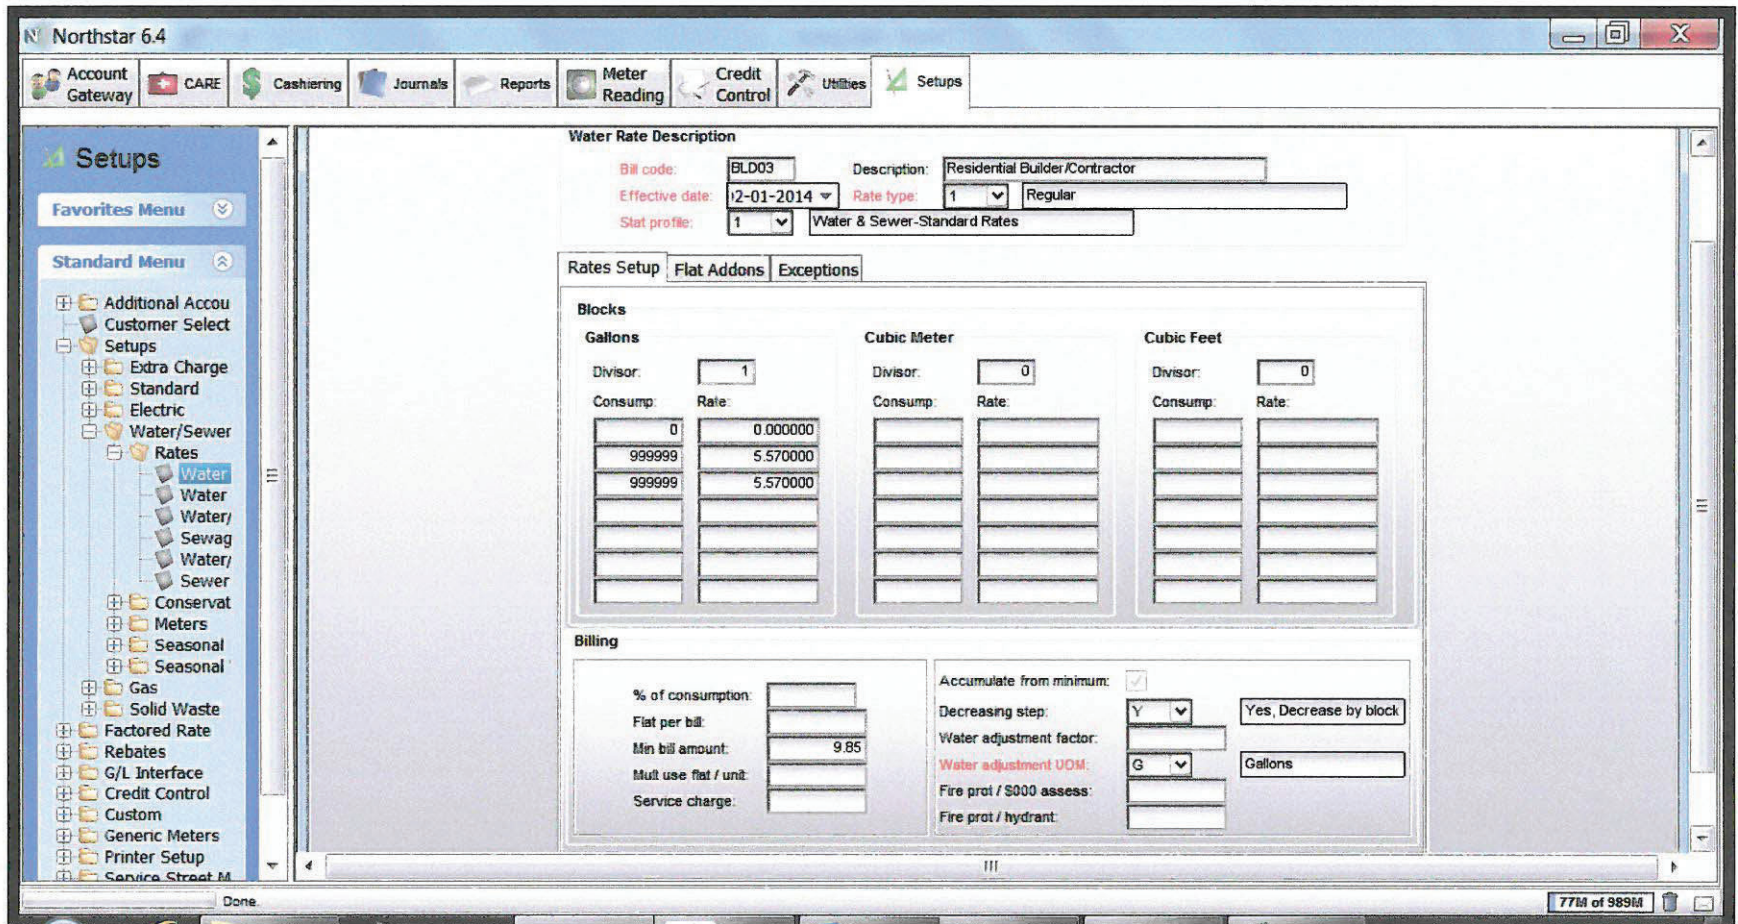 Northstar 6.4
Account Gateway
CARE
Cashiering
Journals
Reports
Meter Reading
Credit Control
Utilities
Setups
Setups
Favorites Menu
Standard Menu
Additional Accou
Customer Select
Setups
Extra Charge
Standard
Electric
Water/Sewer
Rates
Water
Water
Water/
Sewag
Water/
Sewer
Conservat
Meters
Seasonal
Seasonal
Gas
Solid Waste
Factored Rate
Rebates
G/L Interface
Credit Control
Custom
Generic Meters
Printer Setup
Service Street M
Water Rate Description
Bill code: BLD03 Description: Residential Builder/Contractor
Effective date: 2-01-2014 Rate type: 1 Regular
Stat profile: 1 Water & Sewer-Standard Rates
Rates Setup Flat Addons Exceptions
Blocks
Gallons Cubic Meter Cubic Feet
Divisor: 1 Divisor: 0 Divisor: 0
Consump: Rate: Consump: Rate: Consump: Rate:
0 0.000000
999999 5.570000
999999 5.570000
Billing
% of consumption:
Flat per bill:
Min bill amount: 9.85
Mult use flat / unit:
Service charge:
Accumulate from minimum:
Decreasing step: Y Yes, Decrease by block
Water adjustment factor:
Water adjustment UOM: G Gallons
Fire prot / $000 assess:
Fire prot / hydrant:
Done.
77M of 989M